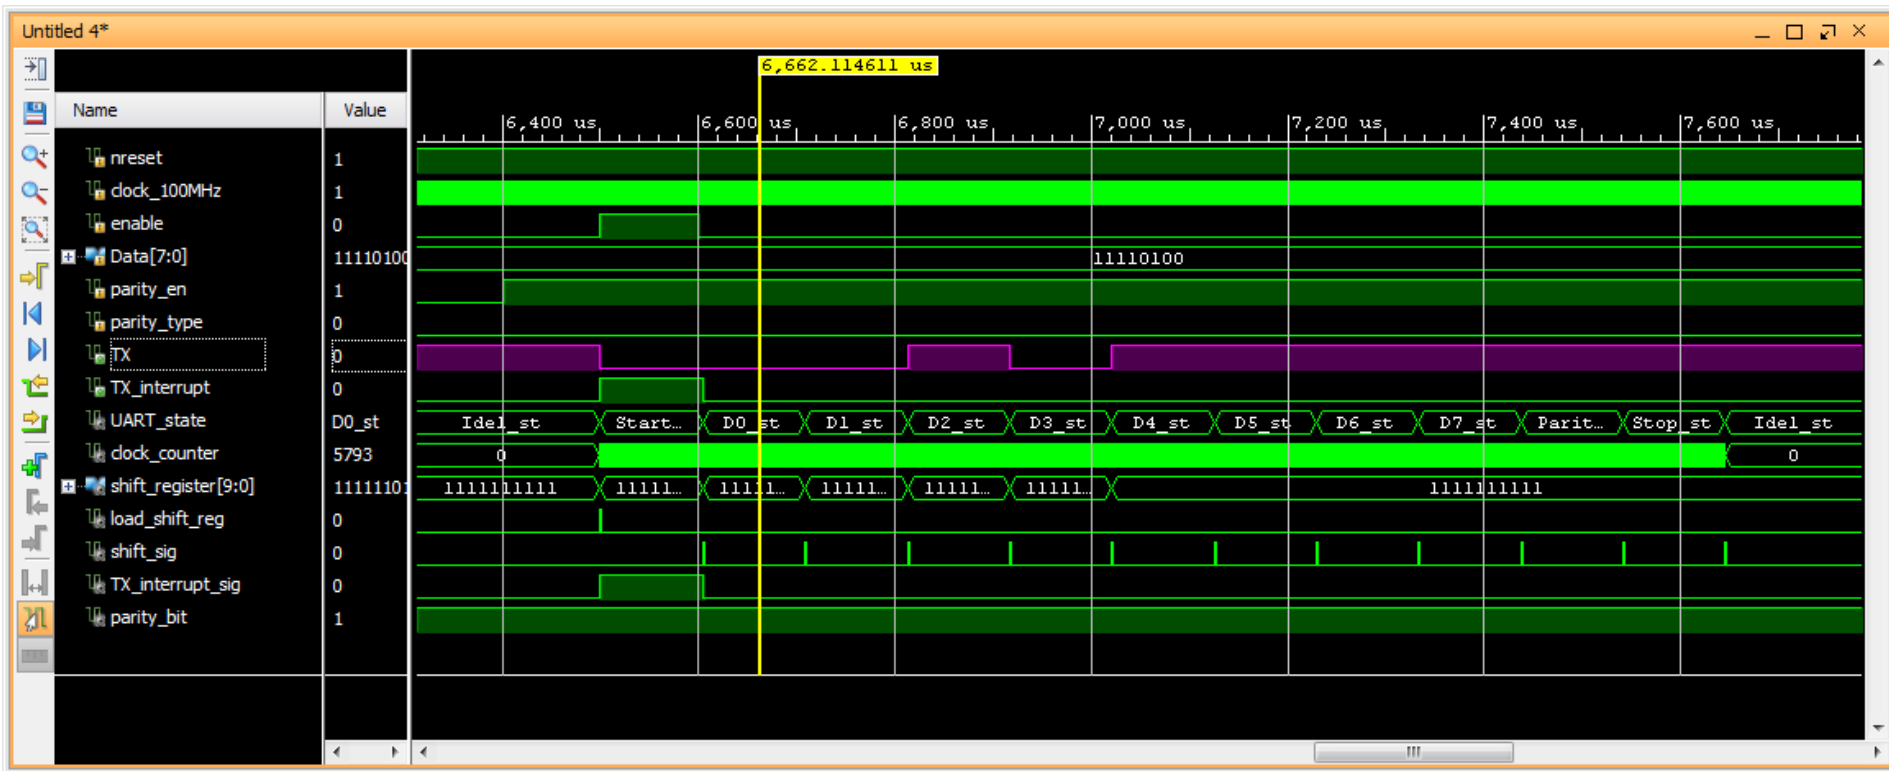 Untitled 4*
6,662.114611 us
Name Value
6,400 us 6,600 us 6,800 us 7,000 us 7,200 us 7,400 us 7,600 us
nreset 1
clock_100MHz 1
enable 0
Data[7:0] 11110100 11110100
parity_en 1
parity_type 0
TX 0
TX_interrupt 0
UART_state D0_st Idel_st Start... D0_st D1_st D2_st D3_st D4_st D5_st D6_st D7_st Parit... Stop_st Idel_st
clock_counter 5793 0 0
shift_register[9:0] 11111101 1111111111 11111... 11111... 11111... 11111... 11111... 1111111111
load_shift_reg 0
shift_sig 0
TX_interrupt_sig 0
parity_bit 1